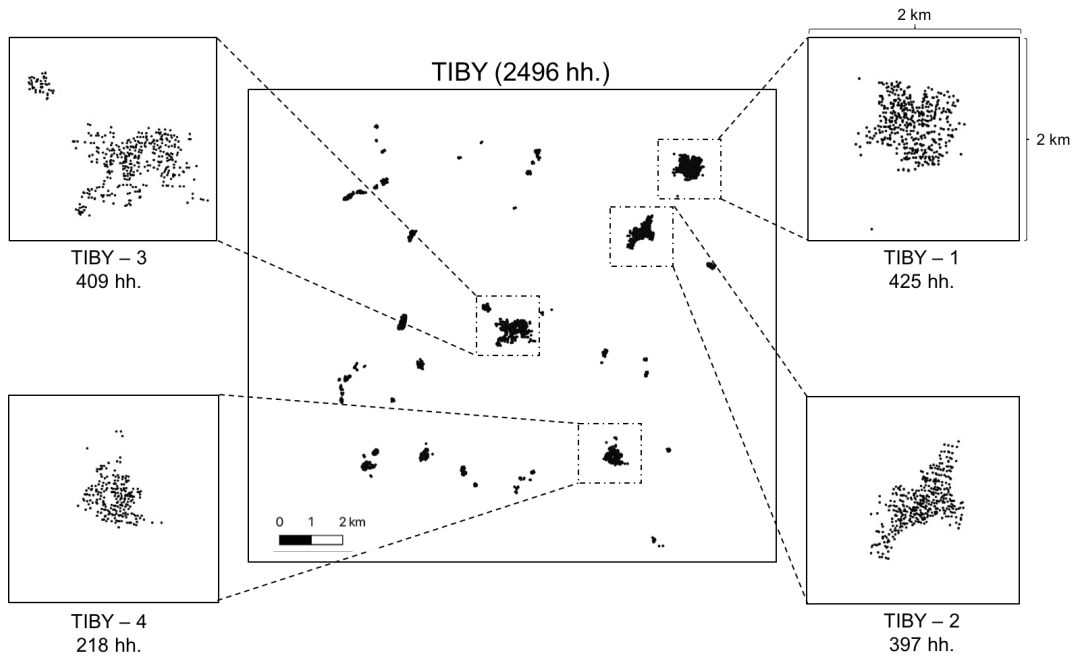 2 km
TIBY (2496 hh.)
2 km
TIBY – 3
409 hh.
TIBY – 1
425 hh.
0 1 2 km
TIBY – 4
218 hh.
TIBY – 2
397 hh.